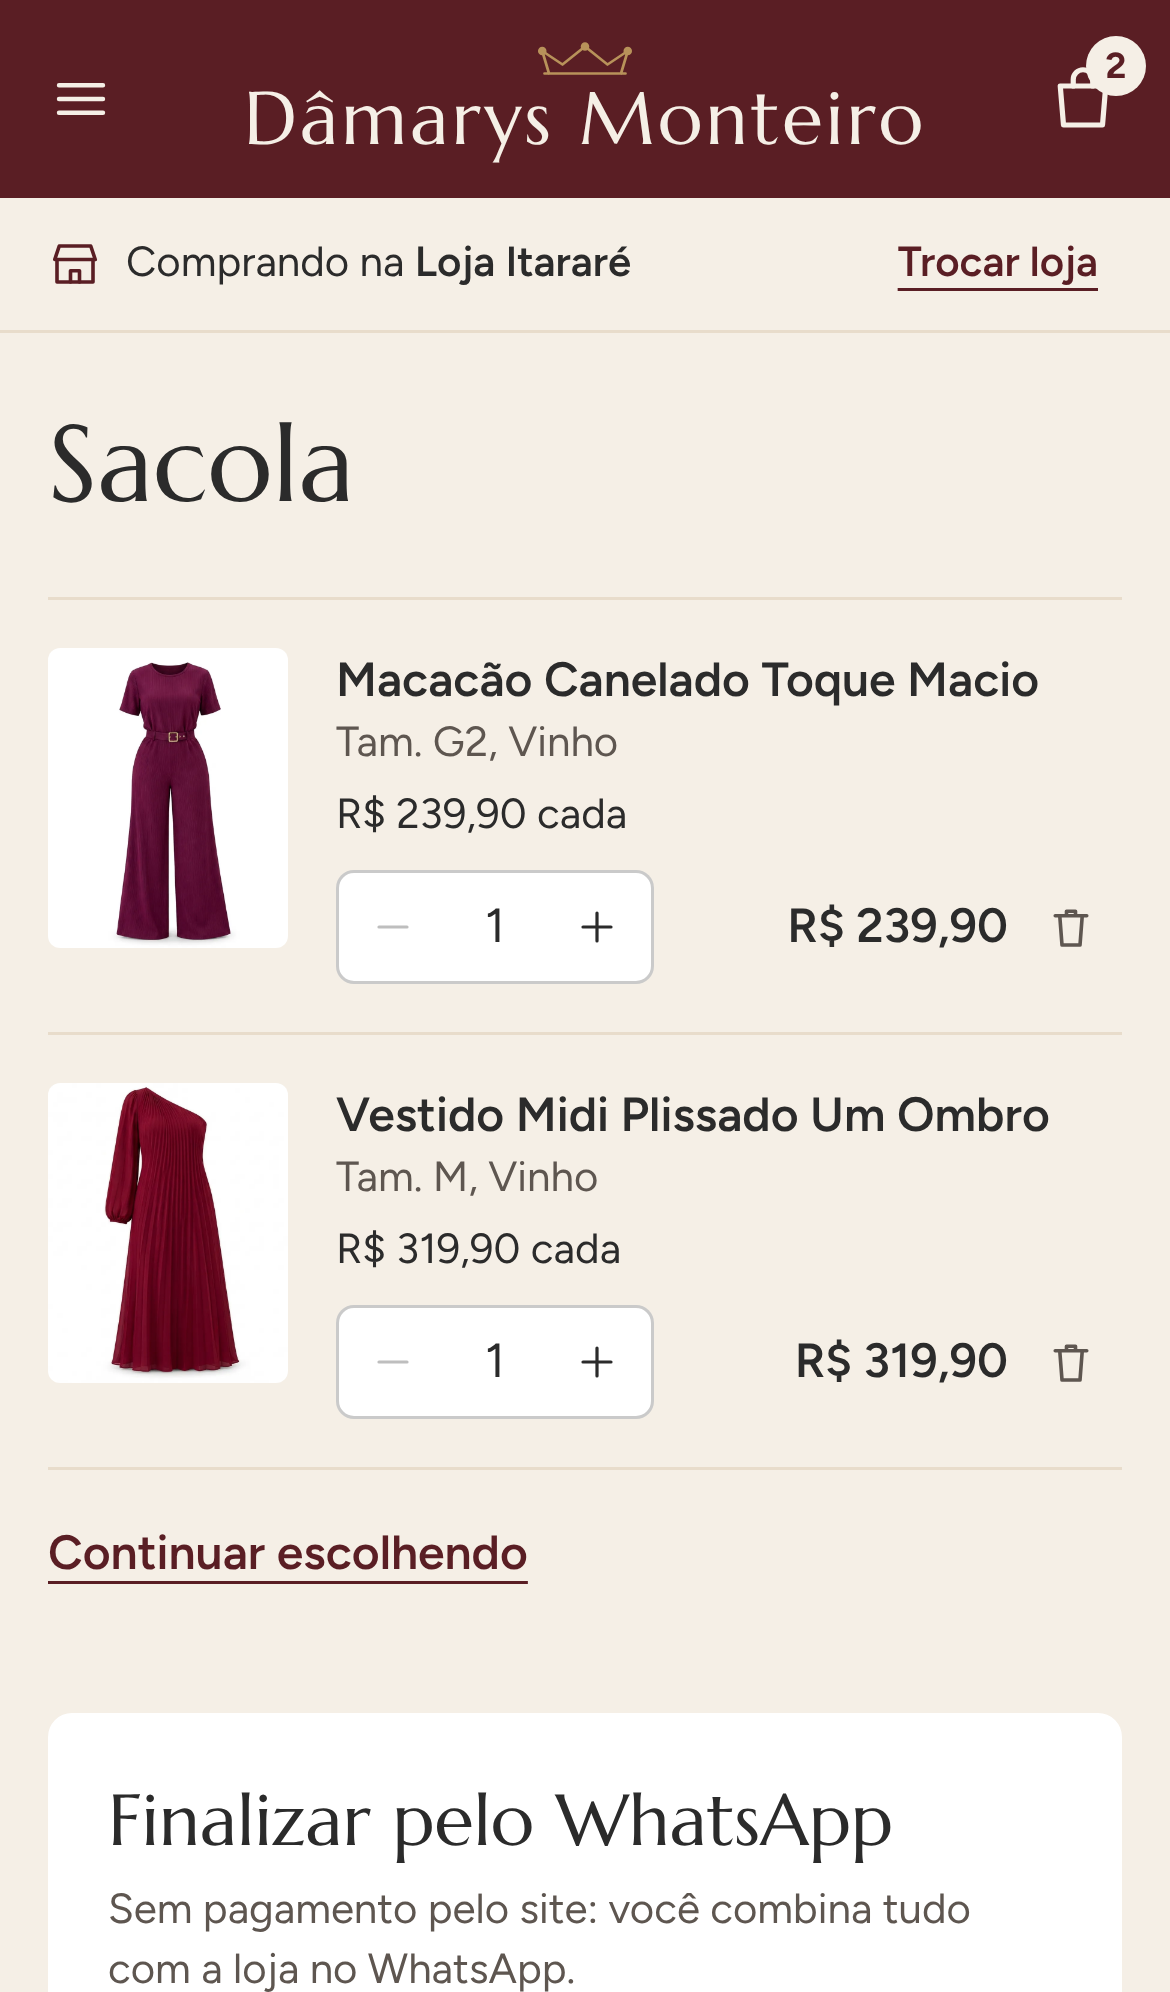 Dâmarys Monteiro
2
Comprando na Loja Itararé
Trocar loja
Sacola
Macacão Canelado Toque Macio
Tam. G2, Vinho
R$ 239,90 cada
1
R$ 239,90
Vestido Midi Plissado Um Ombro
Tam. M, Vinho
R$ 319,90 cada
1
R$ 319,90
Continuar escolhendo
Finalizar pelo WhatsApp
Sem pagamento pelo site: você combina tudo
com a loja no WhatsApp.